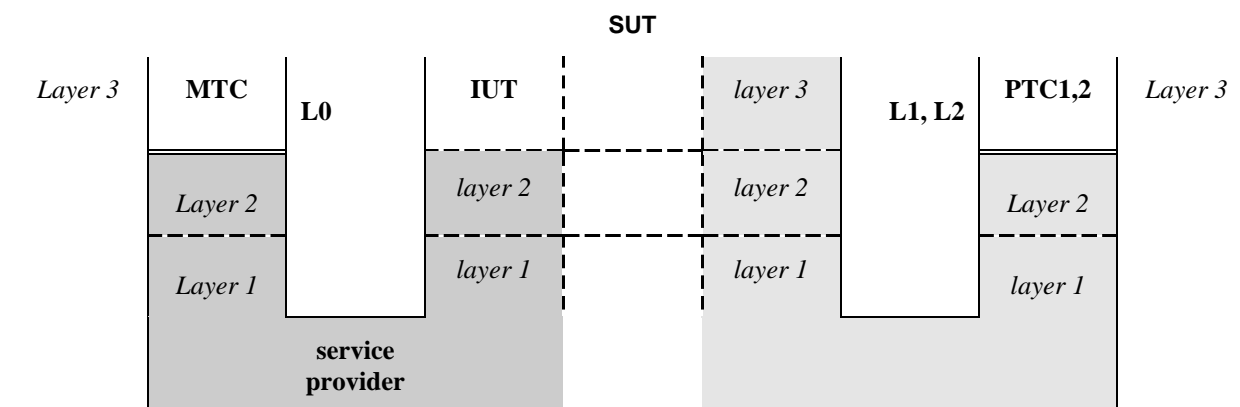 SUT
Layer 3 MTC L0 IUT layer 3 L1, L2 PTC1,2 Layer 3
Layer 2 layer 2 layer 2 Layer 2
Layer 1 layer 1 layer 1 layer 1
service
provider